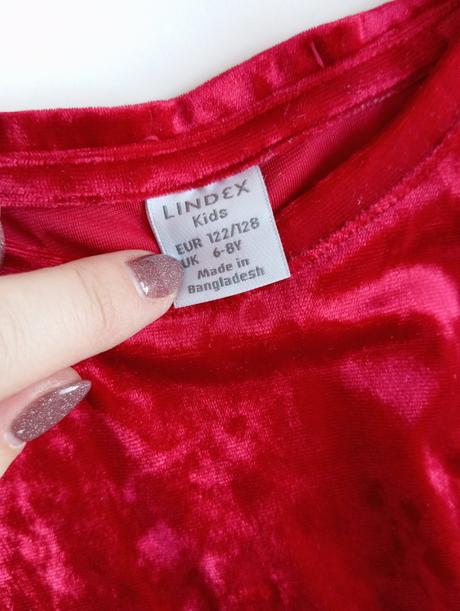 LINDEX
Kids
EUR 122/128
UK 6-8Y
Made in
Bangladesh